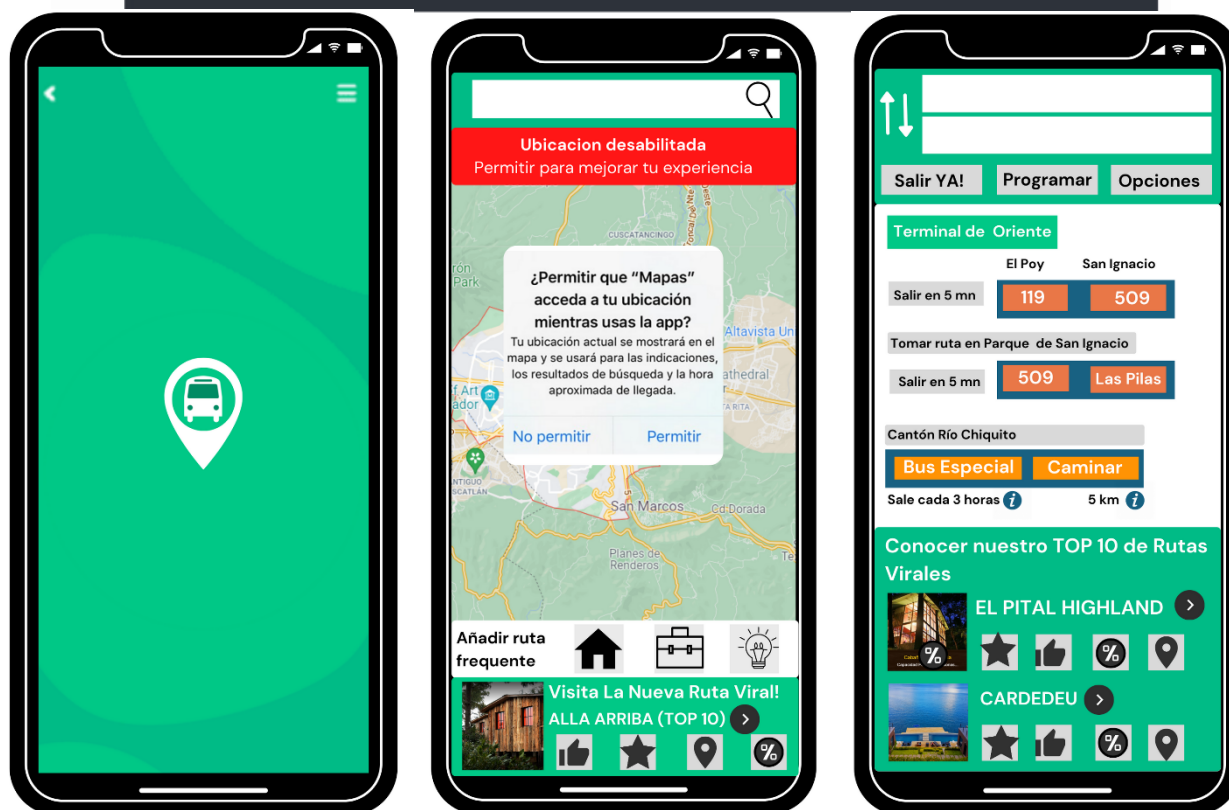 Ubicacion desabilitada
Permitir para mejorar tu experiencia
CUSCATANCINGO
Troncal Del Nte
Park
¿Permitir que “Mapas”
acceda a tu ubicación
mientras usas la app?
Tu ubicación actual se mostrará en el
mapa y se usará para las indicaciones,
los resultados de búsqueda y la hora
aproximada de llegada.
No permitir
Permitir
Altavista Un
San Marcos
Cd Dorada
Planes de
Renderos
Añadir ruta
frequente
Visita La Nueva Ruta Viral!
ALLA ARRIBA (TOP 10)
%
Salir YA!
Programar
Opciones
Terminal de Oriente
El Poy
San Ignacio
Salir en 5 mn
119
509
Tomar ruta en Parque de San Ignacio
Salir en 5 mn
509
Las Pilas
Cantón Río Chiquito
Bus Especial
Caminar
Sale cada 3 horas i
5 km i
Conocer nuestro TOP 10 de Rutas
Virales
EL PITAL HIGHLAND
%
%
CARDEDEU
%